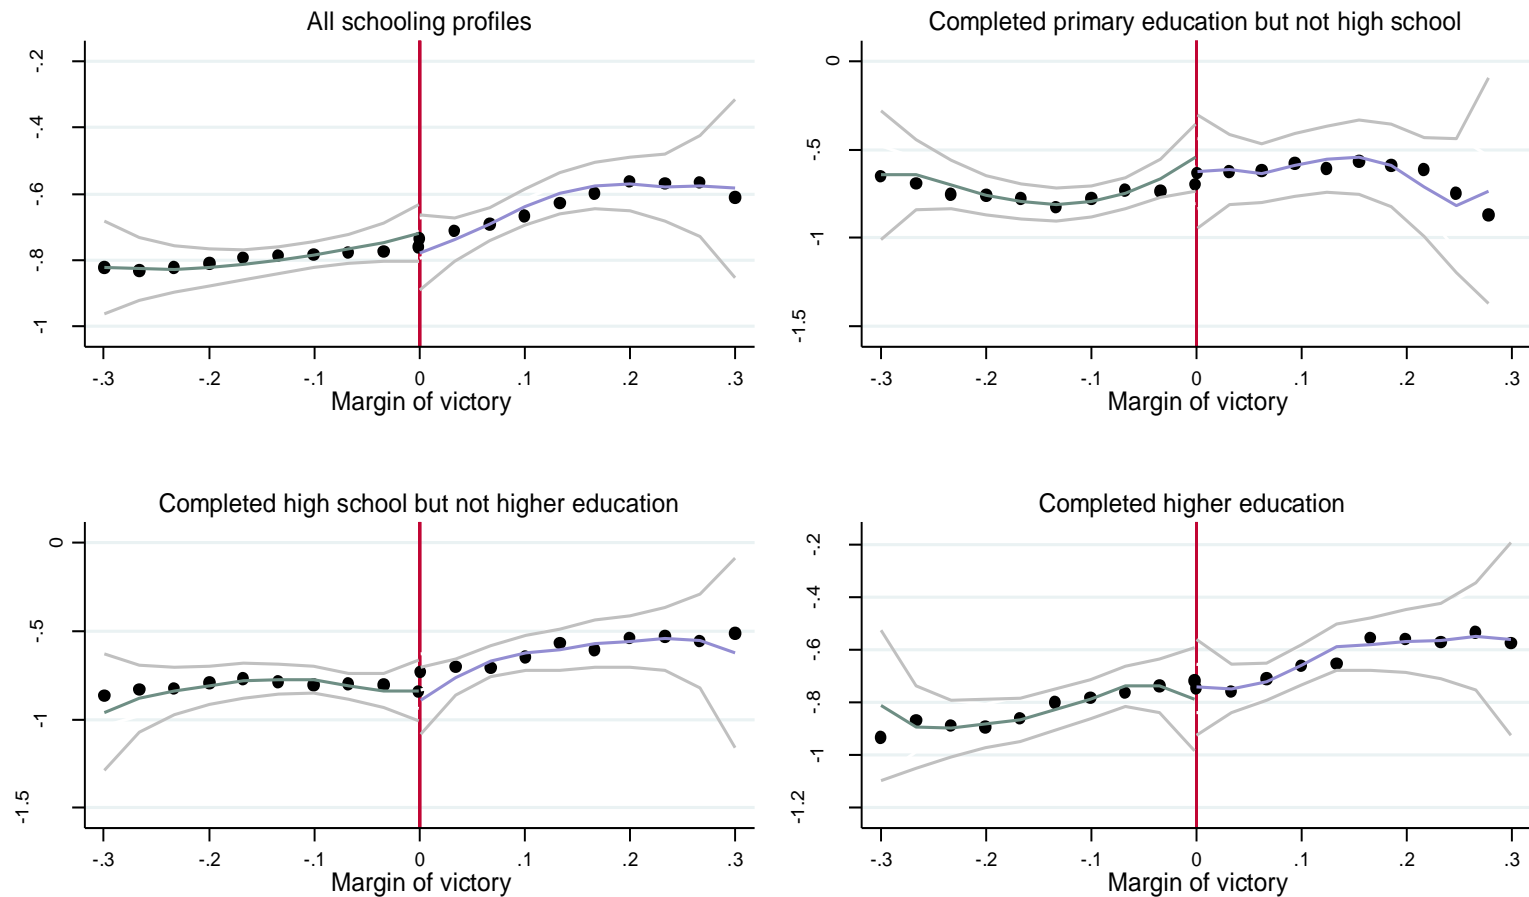 All schooling profiles
-.2
-.4
-.6
-.8
-1
-.3 -.2 -.1 0 .1 .2 .3
Margin of victory
Completed primary education but not high school
0
-.5
-1
-1.5
-.3 -.2 -.1 0 .1 .2 .3
Margin of victory
Completed high school but not higher education
0
-.5
-1
-1.5
-.3 -.2 -.1 0 .1 .2 .3
Margin of victory
Completed higher education
-.2
-.4
-.6
-.8
-1
-1.2
-.3 -.2 -.1 0 .1 .2 .3
Margin of victory